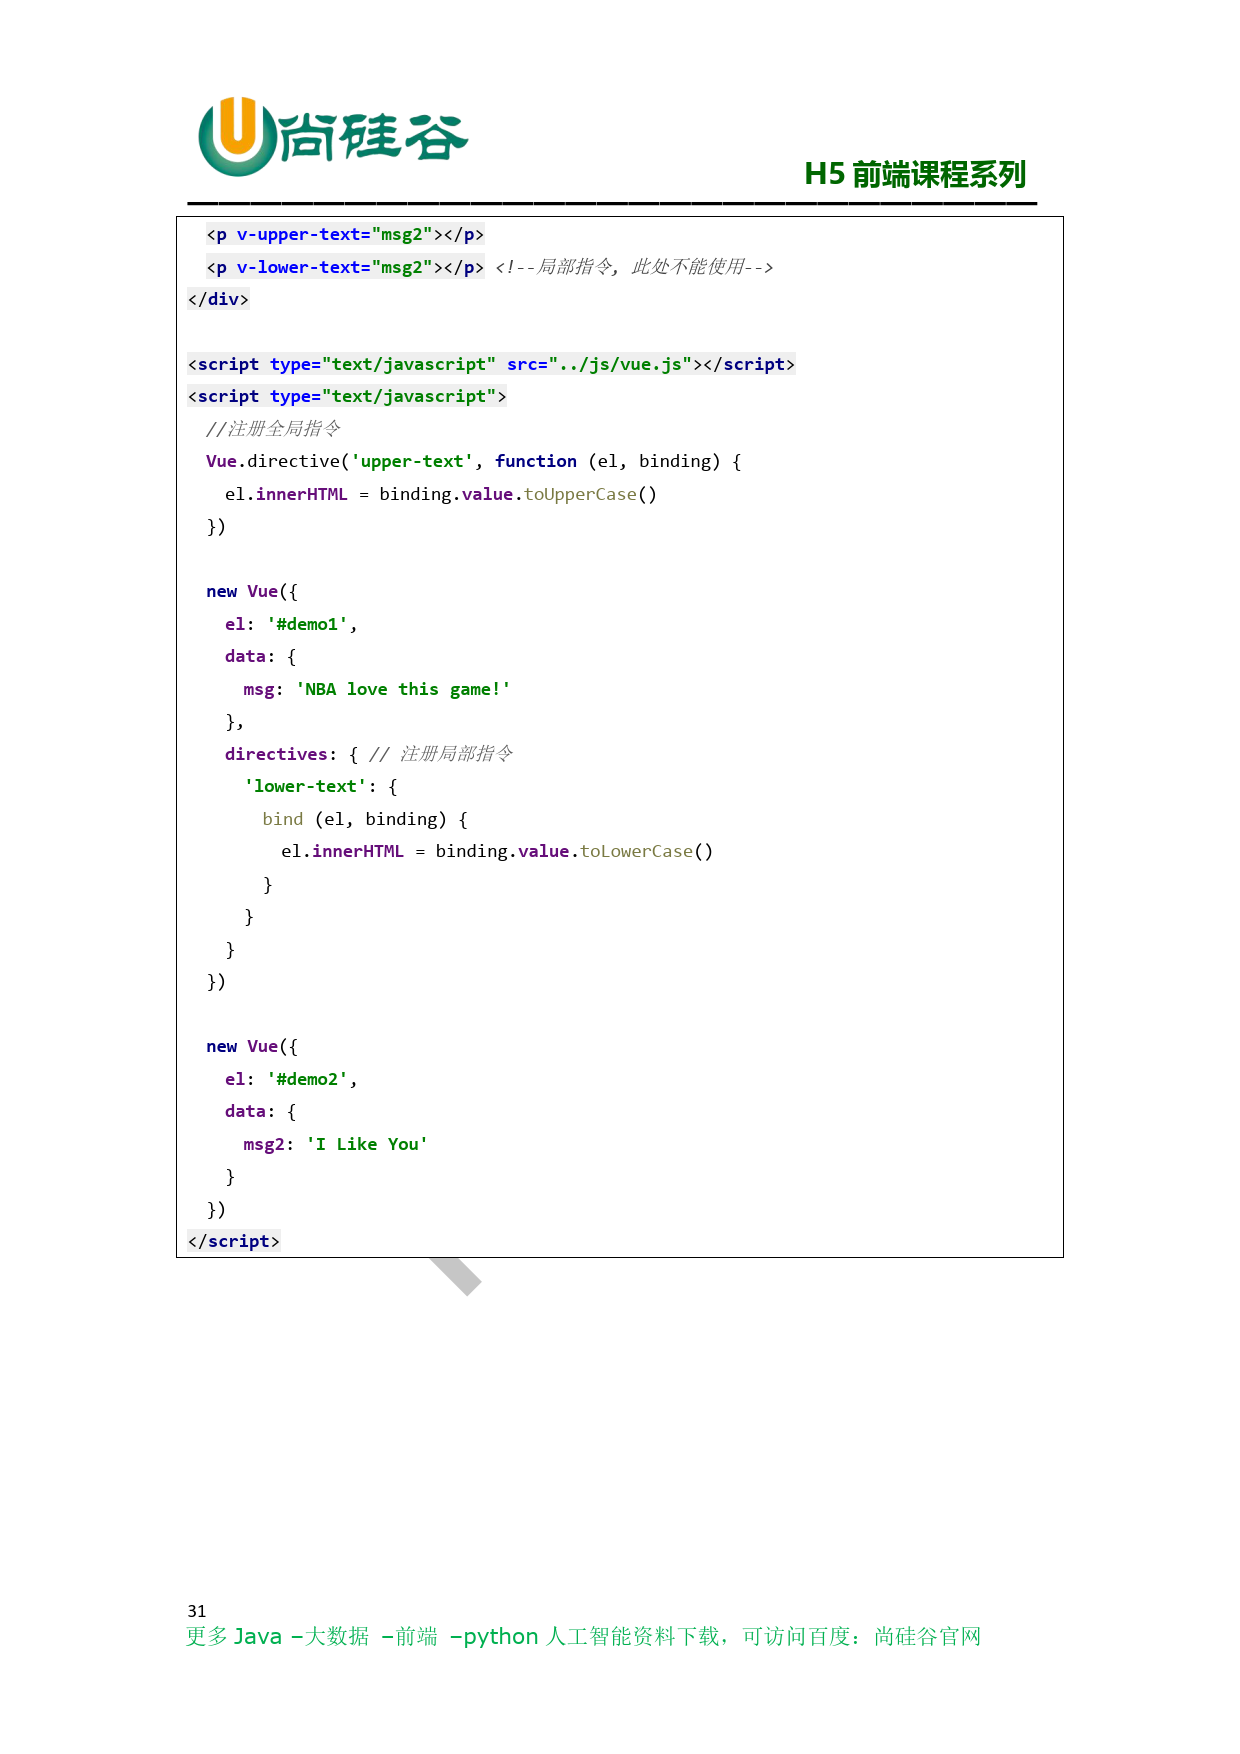 尚硅谷
H5 前端课程系列
<p v-upper-text="msg2"></p>
<p v-lower-text="msg2"></p> <!--局部指令, 此处不能使用-->
</div>
<script type="text/javascript" src="../js/vue.js"></script>
<script type="text/javascript">
//注册全局指令
Vue.directive('upper-text', function (el, binding) {
el.innerHTML = binding.value.toUpperCase()
})
new Vue({
el: '#demo1',
data: {
msg: 'NBA love this game!'
},
directives: { // 注册局部指令
'lower-text': {
bind (el, binding) {
el.innerHTML = binding.value.toLowerCase()
}
}
}
})
new Vue({
el: '#demo2',
data: {
msg2: 'I Like You'
}
})
</script>
31
更多 Java –大数据 –前端 –python 人工智能资料下载，可访问百度：尚硅谷官网